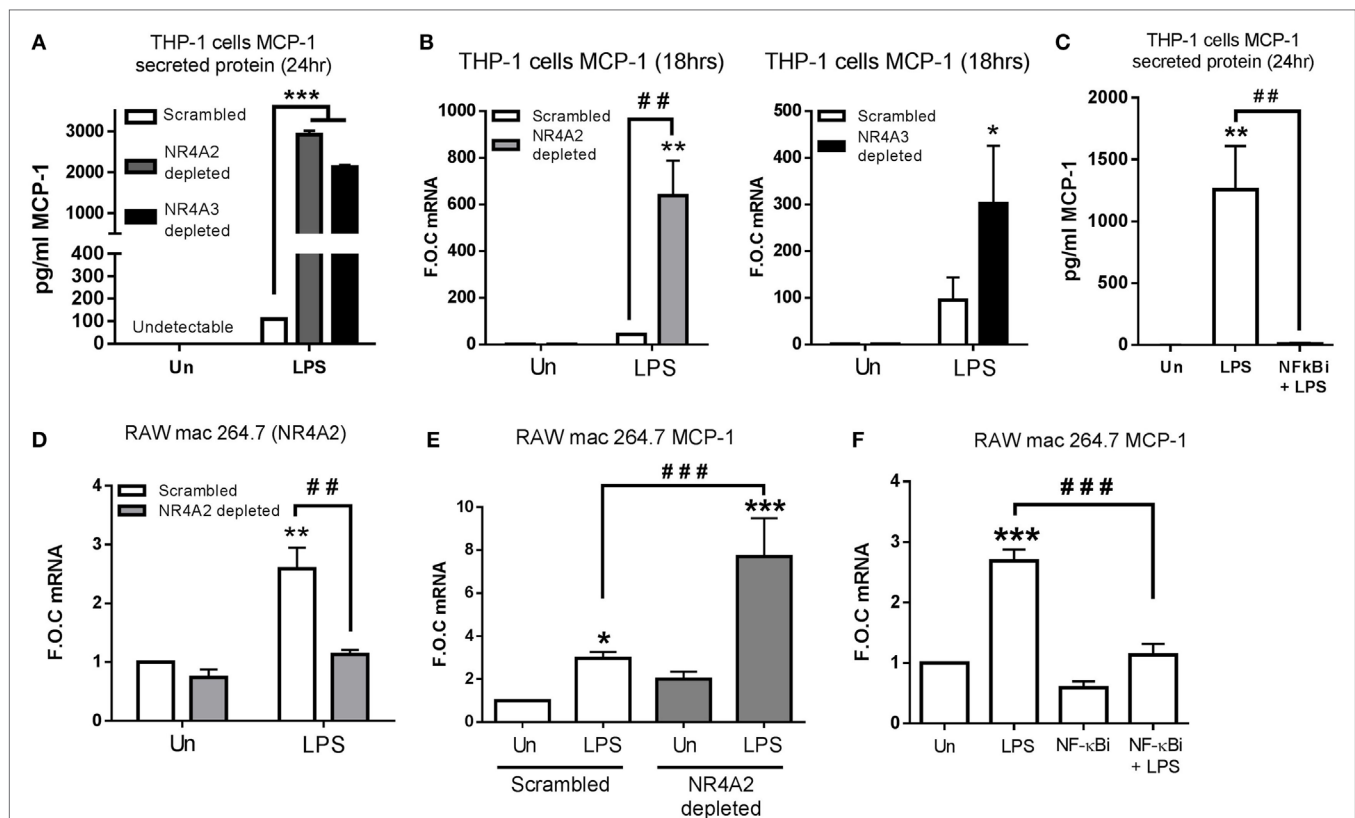 A
THP-1 cells MCP-1
secreted protein (24hr)
***
Scrambled
NR4A2
depleted
NR4A3
depleted
pg/ml MCP-1
3000
2000
1000
400
300
200
100
0
Undetectable
Un
LPS
B
THP-1 cells MCP-1 (18hrs)
F.O.C mRNA
1000
800
600
400
200
0
Scrambled
NR4A2
depleted
##
**
Un
LPS
THP-1 cells MCP-1 (18hrs)
F.O.C mRNA
500
400
300
200
100
0
Scrambled
NR4A3
depleted
*
Un
LPS
C
THP-1 cells MCP-1
secreted protein (24hr)
pg/ml MCP-1
2000
1500
1000
500
0
##
**
Un
LPS
NFkBi
+ LPS
D
RAW mac 264.7 (NR4A2)
F.O.C mRNA
4
3
2
1
0
Scrambled
NR4A2 depleted
##
**
Un
LPS
E
RAW mac 264.7 MCP-1
F.O.C mRNA
10
8
6
4
2
0
###
***
*
Un
LPS
Un
LPS
Scrambled
NR4A2
depleted
F
RAW mac 264.7 MCP-1
F.O.C mRNA
4
3
2
1
0
###
***
Un
LPS
NF-κBi
NF-κBi
+ LPS